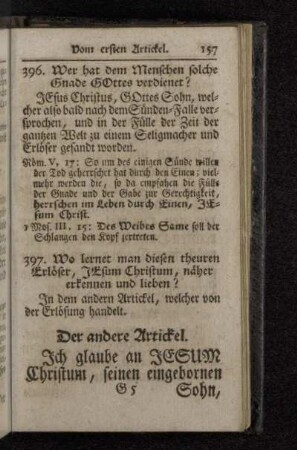 Vom ersten Artickel. 157
396. Wer hat dem Menschen solche
Gnade GOttes verdienet?
JEsus Christus, GOttes Sohn, wel-
cher also bald nach dem Sünden-Falle ver-
sprochen, und in der Fülle der Zeit der
gantzen Welt zu einem Seligmacher und
Erlöser gesandt worden.
Röm. V, 17: So um des einigen Sünde willen
der Tod geherrschet hat durch den Einen: viel-
mehr werden die, so da empfahen die Fülle
der Gnade und der Gabe zur Gerechtigkeit,
herrschen im Leben durch Einen, JE-
sum Christ.
1 Mos. III, 15: Des Weibes Same soll der
Schlangen den Kopf zertreten.
397. Wo lernet man diesen theuren
Erlöser, JEsum Christum, näher
erkennen und lieben?
In dem andern Artickel, welcher von
der Erlösung handelt.
Der andere Artickel.
Ich glaube an JESUM
Christum, seinen eingebornen
G 5 Sohn,